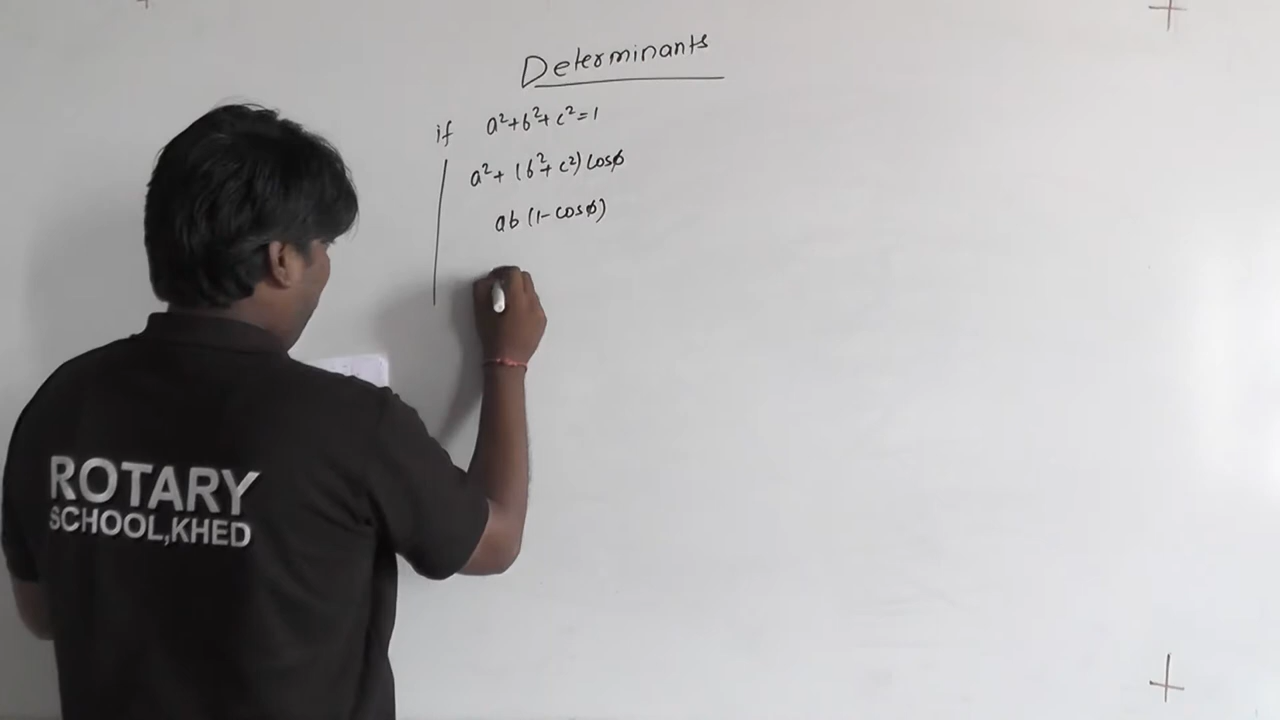 Determinants
if a²+b²+c²=1
a²+(b²+c²)cosϕ
ab(1-cosϕ)
ROTARY
SCHOOL,KHED